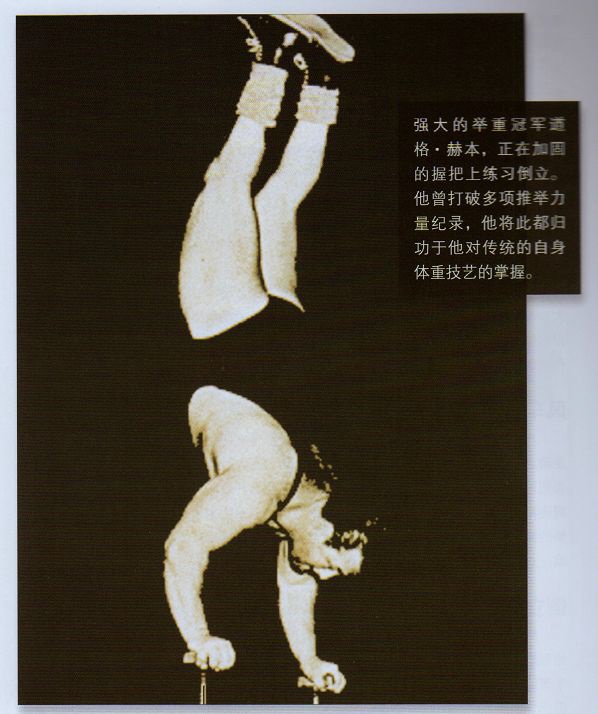 强大的举重冠军道
格·赫本，正在加固
的握把上练习倒立。
他曾打破多项推举力
量纪录，他将此都归
功于他对传统的自身
体重技艺的掌握。